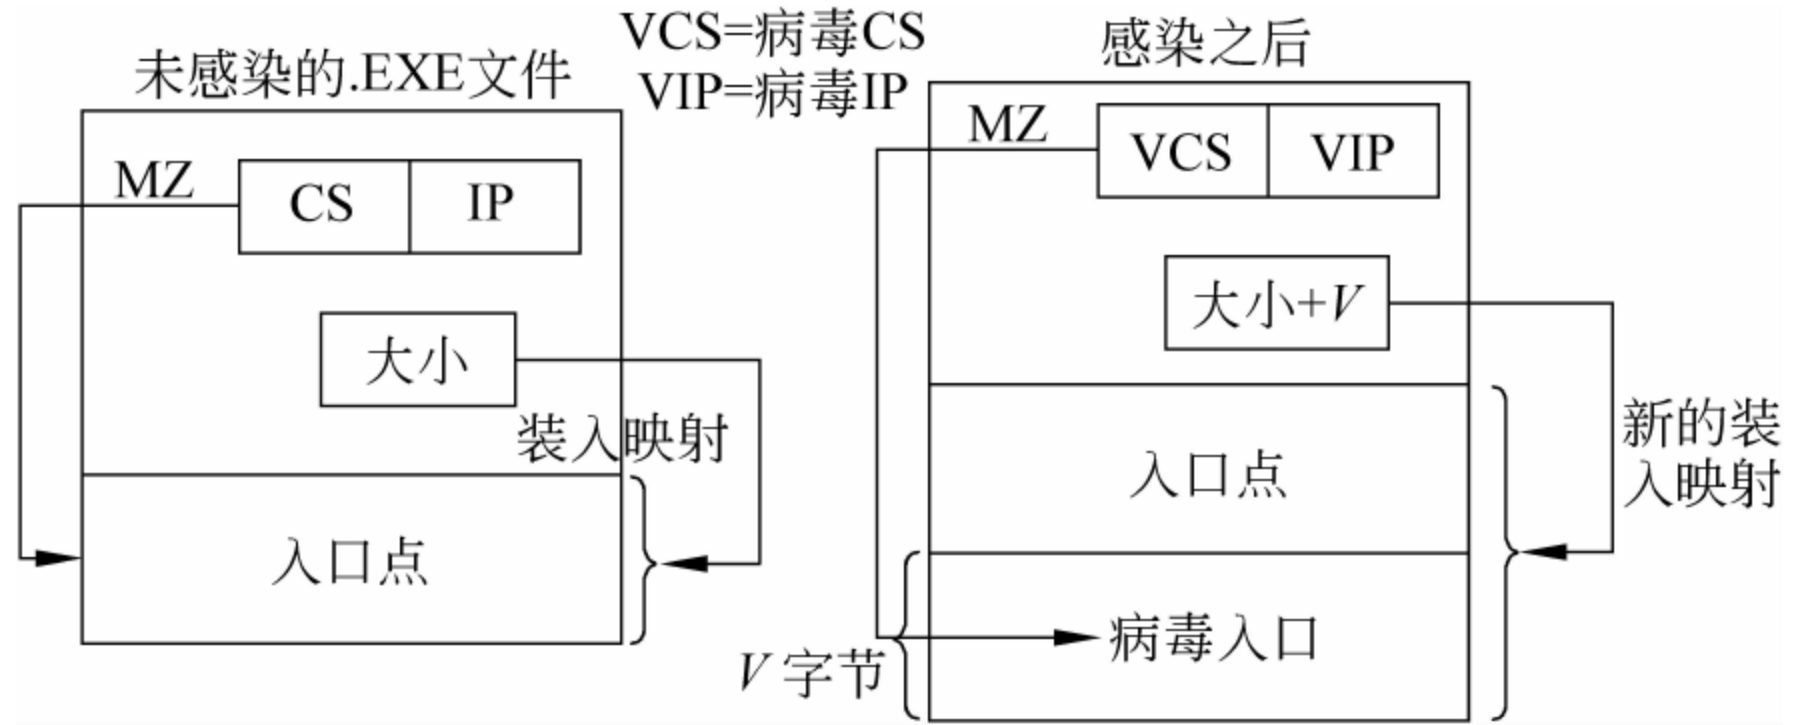 未感染的.EXE文件
MZ
CS
IP
大小
装入映射
入口点
VCS=病毒CS
VIP=病毒IP
感染之后
MZ
VCS
VIP
大小+V
新的装
入映射
入口点
病毒入口
V字节